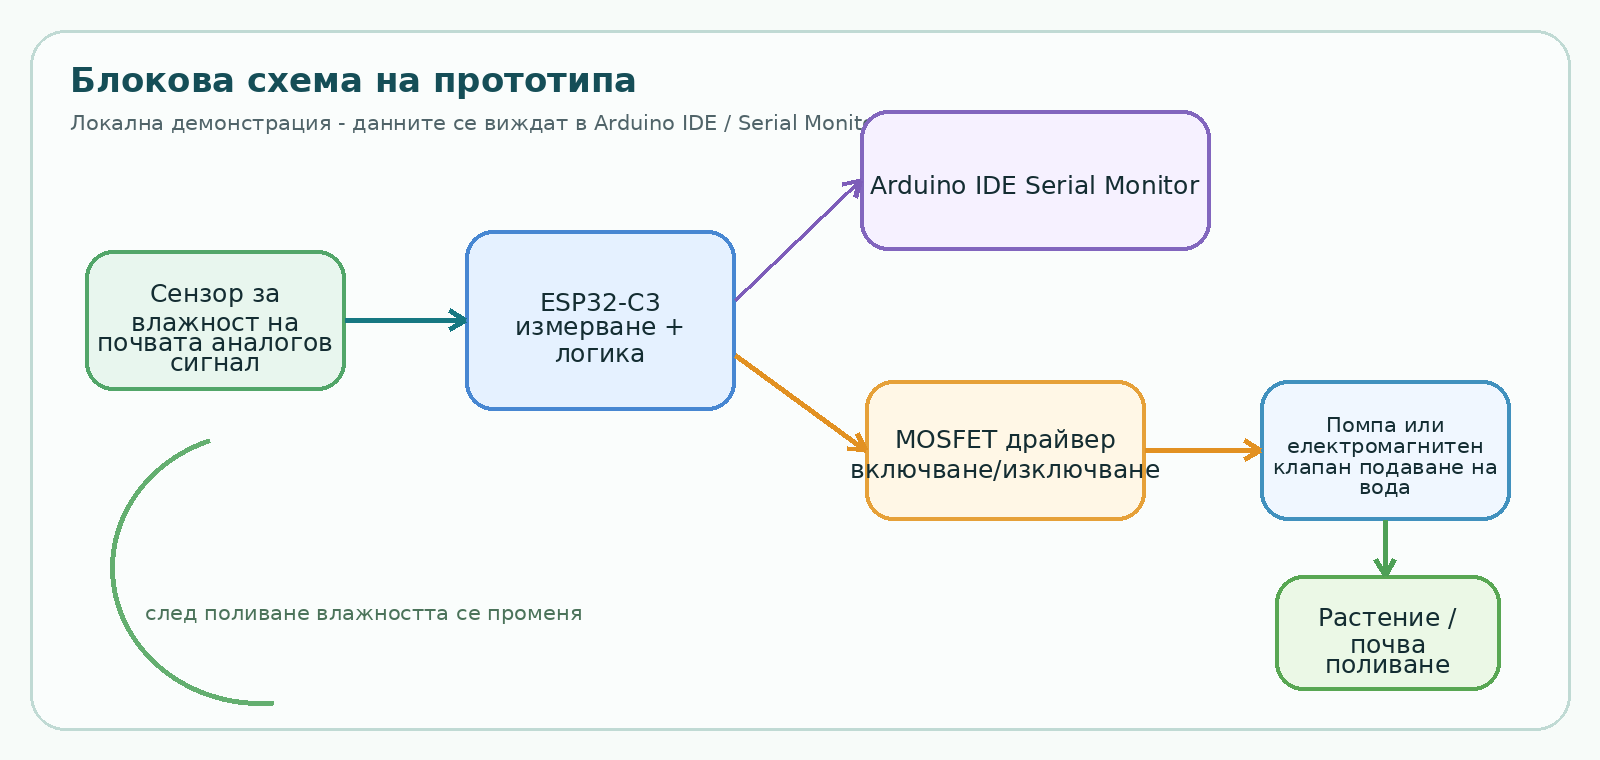 Блокова схема на прототипа
Локална демонстрация - данните се виждат в Arduino IDE / Serial
Arduino IDE Serial Monitor
Сензор за
влажност на
почвата аналогов
сигнал
ESP32-C3
измерване +
логика
MOSFET драйвер
включване/изключване
Помпа или
електромагнитен
клапан подаване на
вода
след поливане влажността се променя
Растение /
почва
поливане